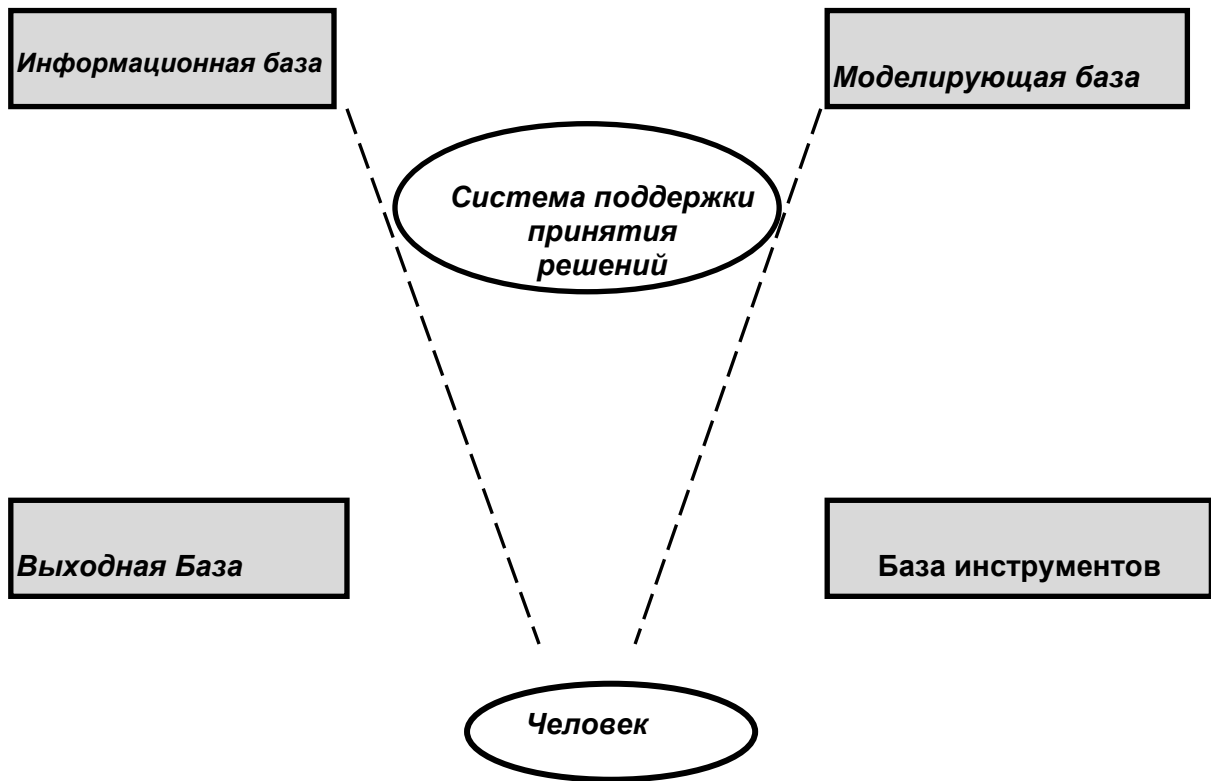 Информационная база
Моделирующая база
Система поддержки
принятия
решений
Выходная База
База инструментов
Человек